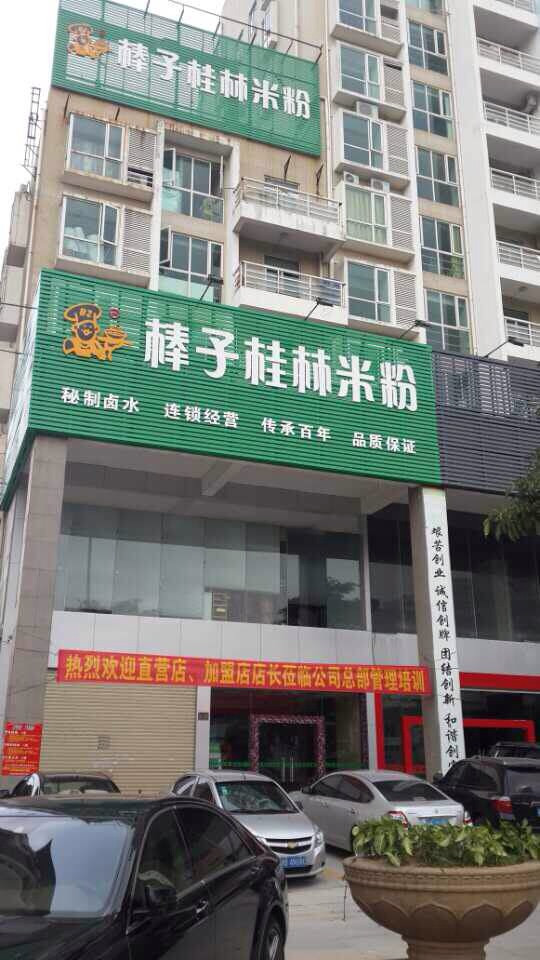 棒子桂林米粉
棒子桂林米粉
秘制卤水 连锁经营 传承百年 品质保证
热烈欢迎直营店、加盟店店长莅临公司总部管理培训
艰苦创业 诚信创牌 团结创新 和谐创